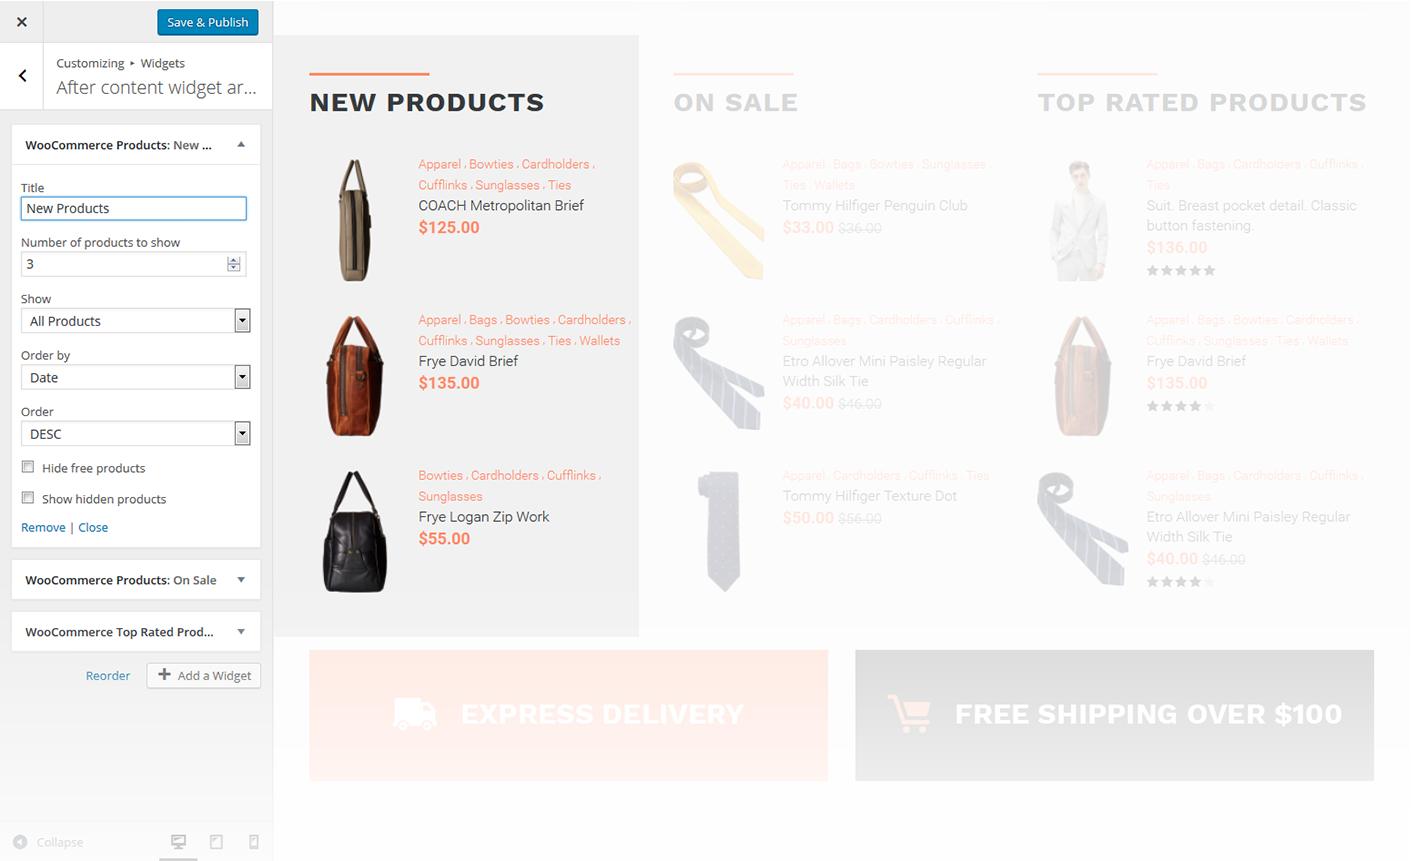 Save & Publish
Customizing ▸ Widgets
After content widget ar...
WooCommerce Products: New ...
Title
New Products
Number of products to show
3
Show
All Products
Order by
Date
Order
DESC
Hide free products
Show hidden products
Remove | Close
WooCommerce Products: On Sale
WooCommerce Top Rated Prod...
Reorder
Add a Widget
Collapse
NEW PRODUCTS
Apparel, Bowties, Cardholders,
Cufflinks, Sunglasses, Ties
COACH Metropolitan Brief
$125.00
Apparel, Bags, Bowties, Cardholders,
Cufflinks, Sunglasses, Ties, Wallets
Frye David Brief
$135.00
Bowties, Cardholders, Cufflinks,
Sunglasses
Frye Logan Zip Work
$55.00
ON SALE
Apparel, Bags, Bowties, Sunglasses,
Ties, Wallets
Tommy Hilfiger Penguin Club
$33.00 $36.00
Apparel, Bags, Cardholders, Cufflinks,
Sunglasses
Etro Allover Mini Paisley Regular
Width Silk Tie
$40.00 $46.00
Apparel, Cardholders, Cufflinks, Ties
Tommy Hilfiger Texture Dot
$50.00 $56.00
TOP RATED PRODUCTS
Apparel, Bags, Cardholders, Cufflinks,
Ties
Suit. Breast pocket detail. Classic
button fastening.
$136.00
Apparel, Bags, Bowties, Cardholders,
Cufflinks, Sunglasses, Ties, Wallets
Frye David Brief
$135.00
Apparel, Bags, Cardholders, Cufflinks,
Sunglasses
Etro Allover Mini Paisley Regular
Width Silk Tie
$40.00 $46.00
EXPRESS DELIVERY
FREE SHIPPING OVER $100